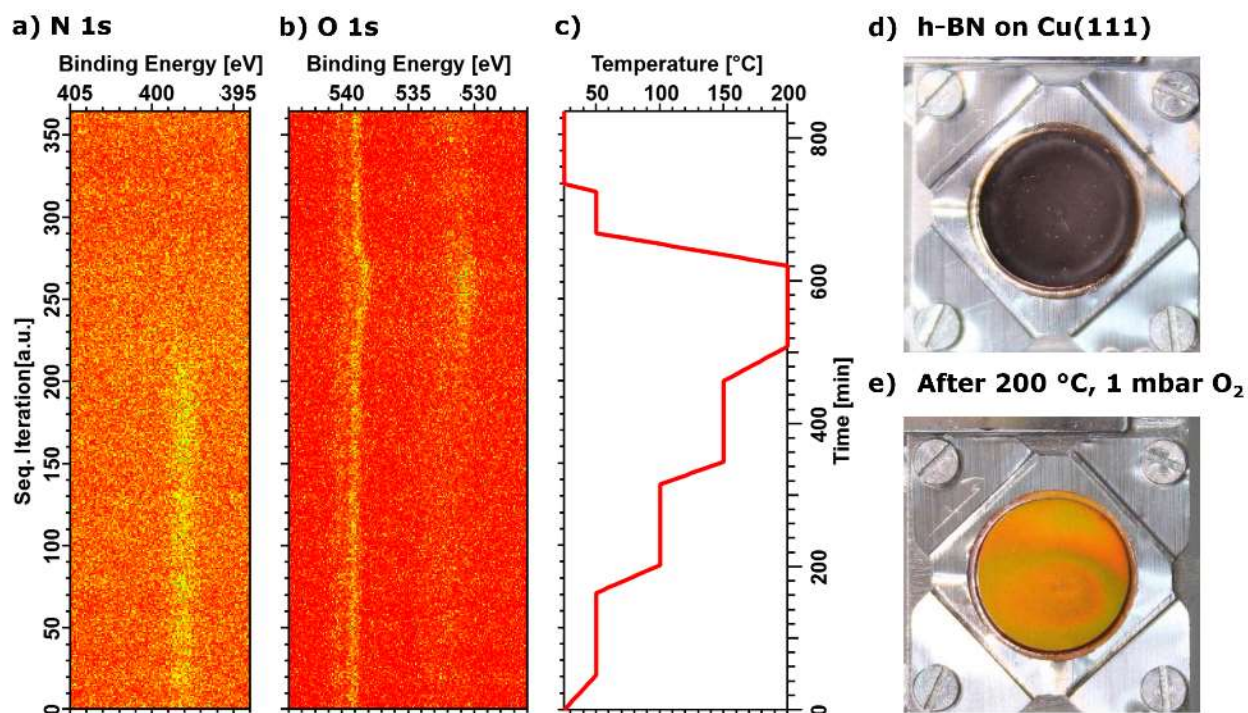 a) N 1s
b) O 1s
c)
d) h-BN on Cu(111)
Binding Energy [eV]
405 400 395
Binding Energy [eV]
540 535 530
Temperature [°C]
50 100 150 200
Seq. Iteration[a.u.]
350
300
250
200
150
100
50
0
800
600
400
200
0
Time [min]
e) After 200 °C, 1 mbar O₂